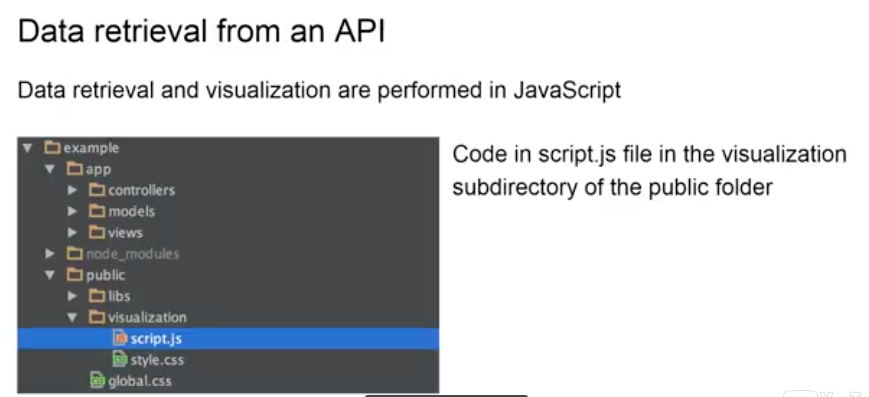 Data retrieval from an API
Data retrieval and visualization are performed in JavaScript
example
app
controllers
models
views
node_modules
public
libs
visualization
script.js
style.css
global.css
Code in script.js file in the visualization
subdirectory of the public folder